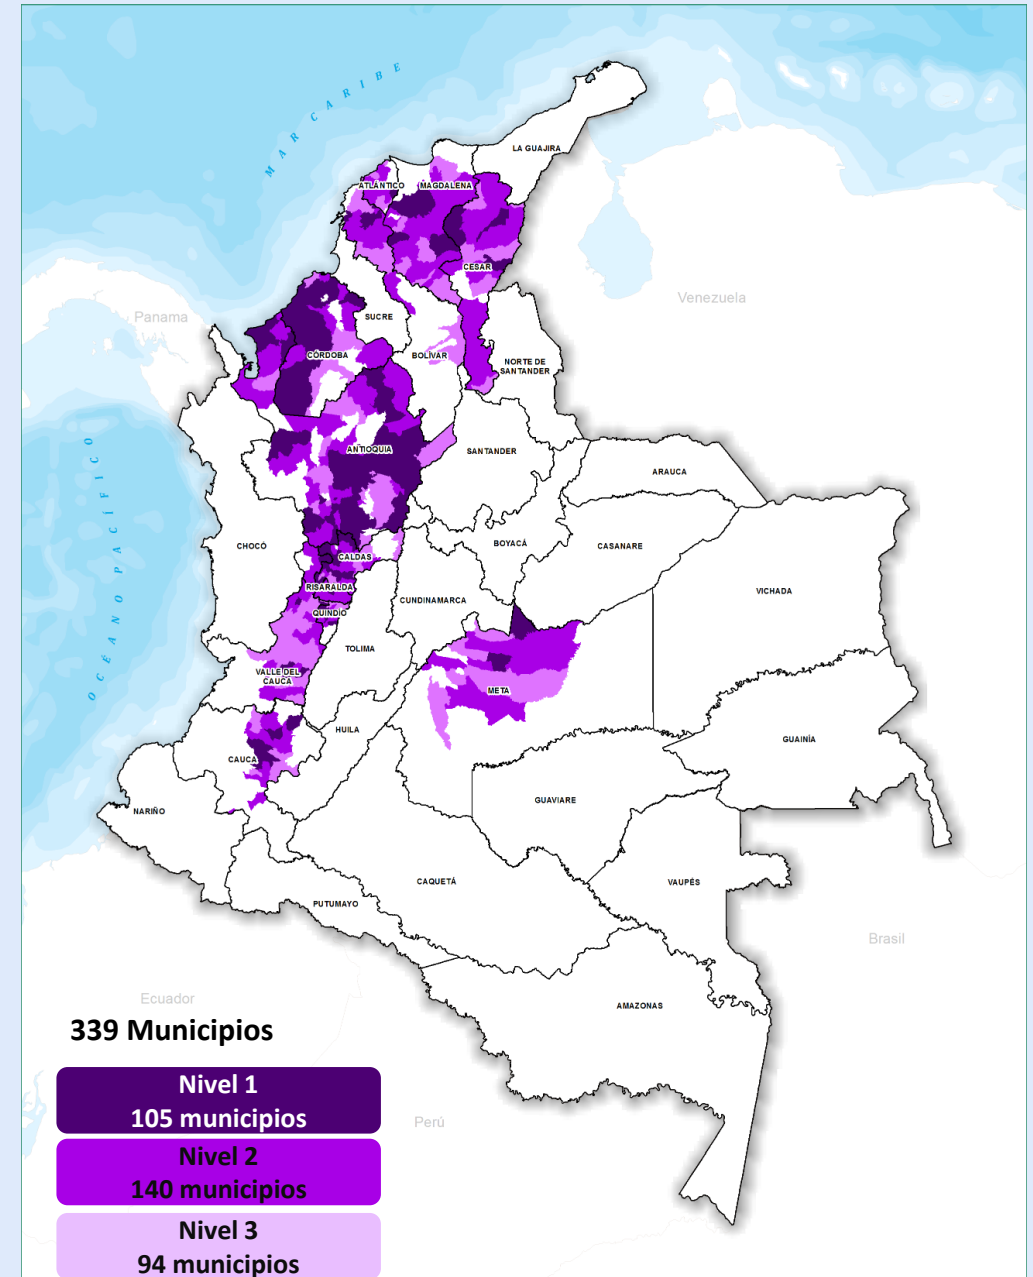 MAR CARIBE
LA GUAJIRA
ATLÁNTICO
MAGDALENA
CESAR
Venezuela
Panama
SUCRE
CÓRDOBA
BOLÍVAR
NORTE DE
SANTANDER
ANTIOQUIA
SANTANDER
ARAUCA
OCÉANO PACÍFICO
CHOCÓ
BOYACÁ
CASANARE
CALDAS
VICHADA
RISARALDA
CUNDINAMARCA
QUINDÍO
TOLIMA
VALLE DEL
CAUCA
META
HUILA
GUAINÍA
CAUCA
GUAVIARE
NARIÑO
CAQUETÁ
VAUPÉS
PUTUMAYO
Brasil
Ecuador
AMAZONAS
339 Municipios
Nivel 1
105 municipios
Perú
Nivel 2
140 municipios
Nivel 3
94 municipios